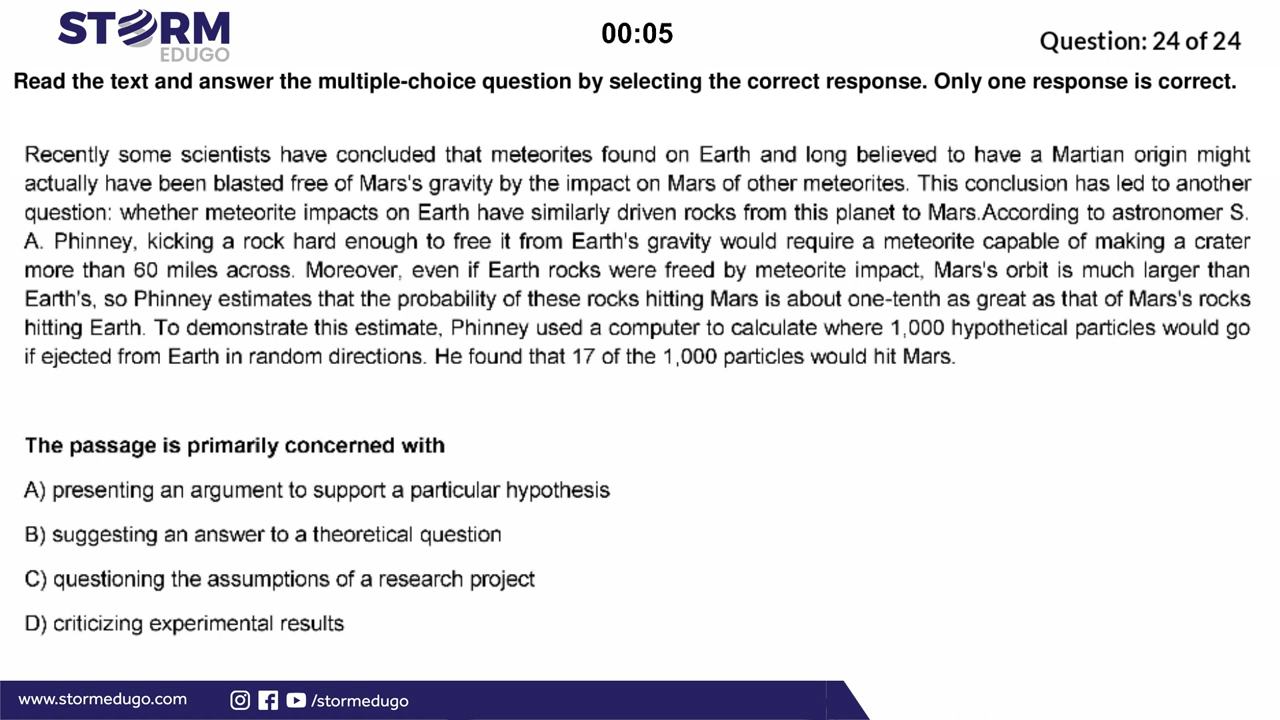 STORM
EDUGO
00:05
Question: 24 of 24
Read the text and answer the multiple-choice question by selecting the correct response. Only one response is correct.
Recently some scientists have concluded that meteorites found on Earth and long believed to have a Martian origin might
actually have been blasted free of Mars's gravity by the impact on Mars of other meteorites. This conclusion has led to another
question: whether meteorite impacts on Earth have similarly driven rocks from this planet to Mars.According to astronomer S.
A. Phinney, kicking a rock hard enough to free it from Earth's gravity would require a meteorite capable of making a crater
more than 60 miles across. Moreover, even if Earth rocks were freed by meteorite impact, Mars's orbit is much larger than
Earth's, so Phinney estimates that the probability of these rocks hitting Mars is about one-tenth as great as that of Mars's rocks
hitting Earth. To demonstrate this estimate, Phinney used a computer to calculate where 1,000 hypothetical particles would go
if ejected from Earth in random directions. He found that 17 of the 1,000 particles would hit Mars.
The passage is primarily concerned with
A) presenting an argument to support a particular hypothesis
B) suggesting an answer to a theoretical question
C) questioning the assumptions of a research project
D) criticizing experimental results
www.stormedugo.com
/stormedugo